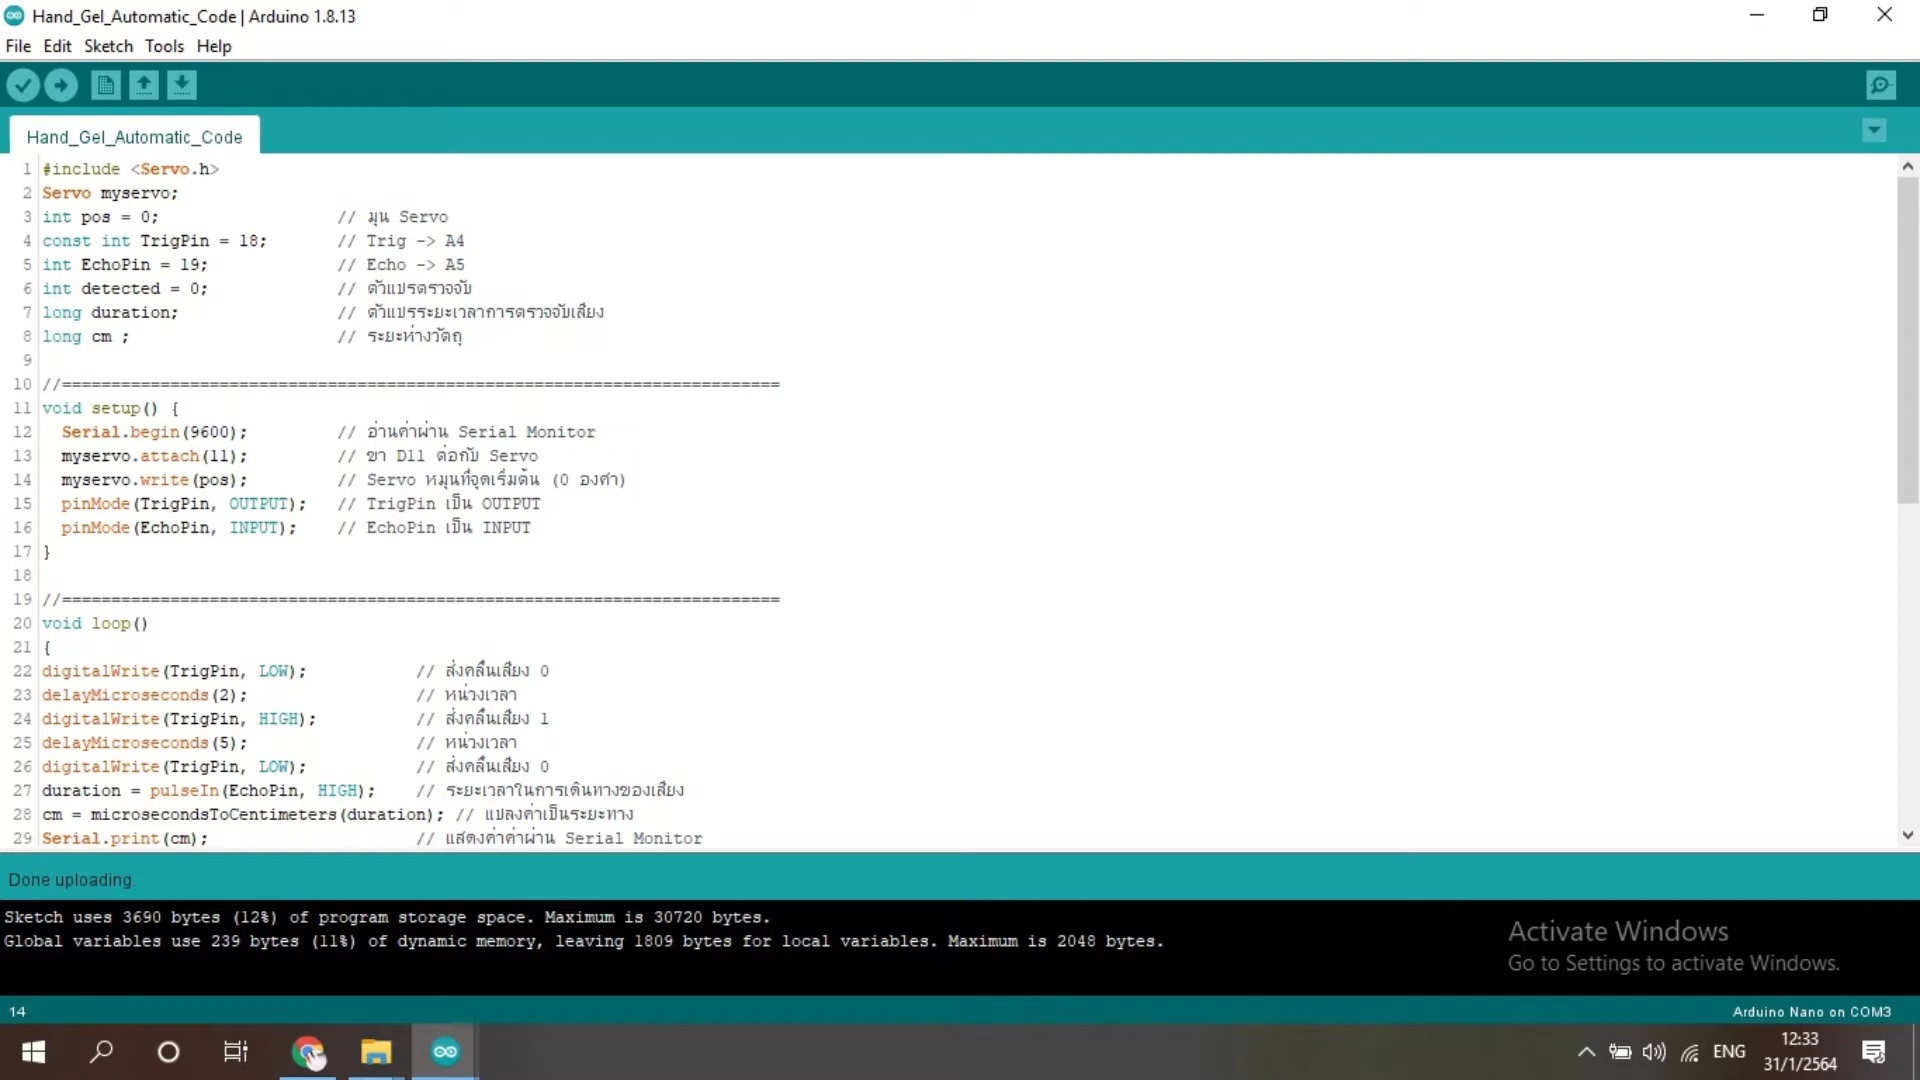 Hand_Gel_Automatic_Code | Arduino 1.8.13
File Edit Sketch Tools Help
Hand_Gel_Automatic_Code
1 #include <Servo.h>
2 Servo myservo;
3 int pos = 0; // มุน Servo
4 const int TrigPin = 18; // Trig -> A4
5 int EchoPin = 19; // Echo -> A5
6 int detected = 0; // ตัวแปรตรวจจับ
7 long duration; // ตัวแปรระยะเวลาการตรวจจับเสียง
8 long cm ; // ระยะห่างวัตถุ
9
10 //=========================================================================
11 void setup() {
12 Serial.begin(9600); // อ่านค่าผ่าน Serial Monitor
13 myservo.attach(11); // ขา D11 ต่อกับ Servo
14 myservo.write(pos); // Servo หมุนที่จุดเริ่มต้น (0 องศา)
15 pinMode(TrigPin, OUTPUT); // TrigPin เป็น OUTPUT
16 pinMode(EchoPin, INPUT); // EchoPin เป็น INPUT
17 }
18
19 //=========================================================================
20 void loop()
21 {
22 digitalWrite(TrigPin, LOW); // ส่งคลื่นเสียง 0
23 delayMicroseconds(2); // หน่วงเวลา
24 digitalWrite(TrigPin, HIGH); // ส่งคลื่นเสียง 1
25 delayMicroseconds(5); // หน่วงเวลา
26 digitalWrite(TrigPin, LOW); // ส่งคลื่นเสียง 0
27 duration = pulseIn(EchoPin, HIGH); // ระยะเวลาในการเดินทางของเสียง
28 cm = microsecondsToCentimeters(duration); // แปลงค่าเป็นระยะทาง
29 Serial.print(cm); // แสดงค่าค่าผ่าน Serial Monitor
Done uploading.
Sketch uses 3690 bytes (12%) of program storage space. Maximum is 30720 bytes.
Global variables use 239 bytes (11%) of dynamic memory, leaving 1809 bytes for local variables. Maximum is 2048 bytes.
Activate Windows
Go to Settings to activate Windows.
14
Arduino Nano on COM3
ENG
12:33
31/1/2564